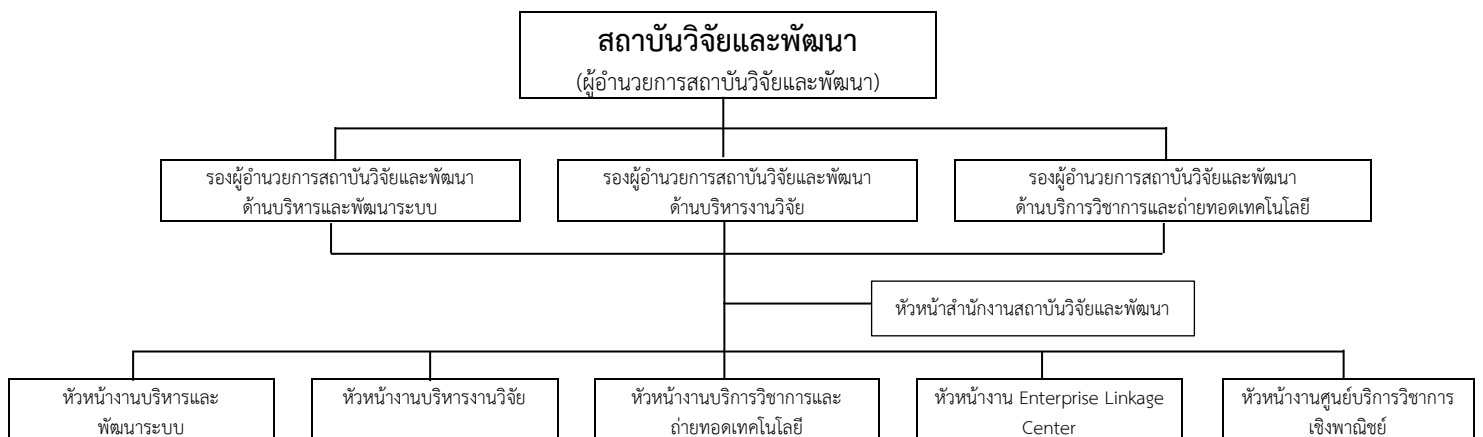 สถาบันวิจัยและพัฒนา
(ผู้อำนวยการสถาบันวิจัยและพัฒนา)
รองผู้อำนวยการสถาบันวิจัยและพัฒนา
ด้านบริหารและพัฒนาระบบ
รองผู้อำนวยการสถาบันวิจัยและพัฒนา
ด้านบริหารงานวิจัย
รองผู้อำนวยการสถาบันวิจัยและพัฒนา
ด้านบริการวิชาการและถ่ายทอดเทคโนโลยี
หัวหน้าสำนักงานสถาบันวิจัยและพัฒนา
หัวหน้างานบริหารและ
พัฒนาระบบ
หัวหน้างานบริหารงานวิจัย
หัวหน้างานบริการวิชาการและ
ถ่ายทอดเทคโนโลยี
หัวหน้างาน Enterprise Linkage
Center
หัวหน้างานศูนย์บริการวิชาการ
เชิงพาณิชย์